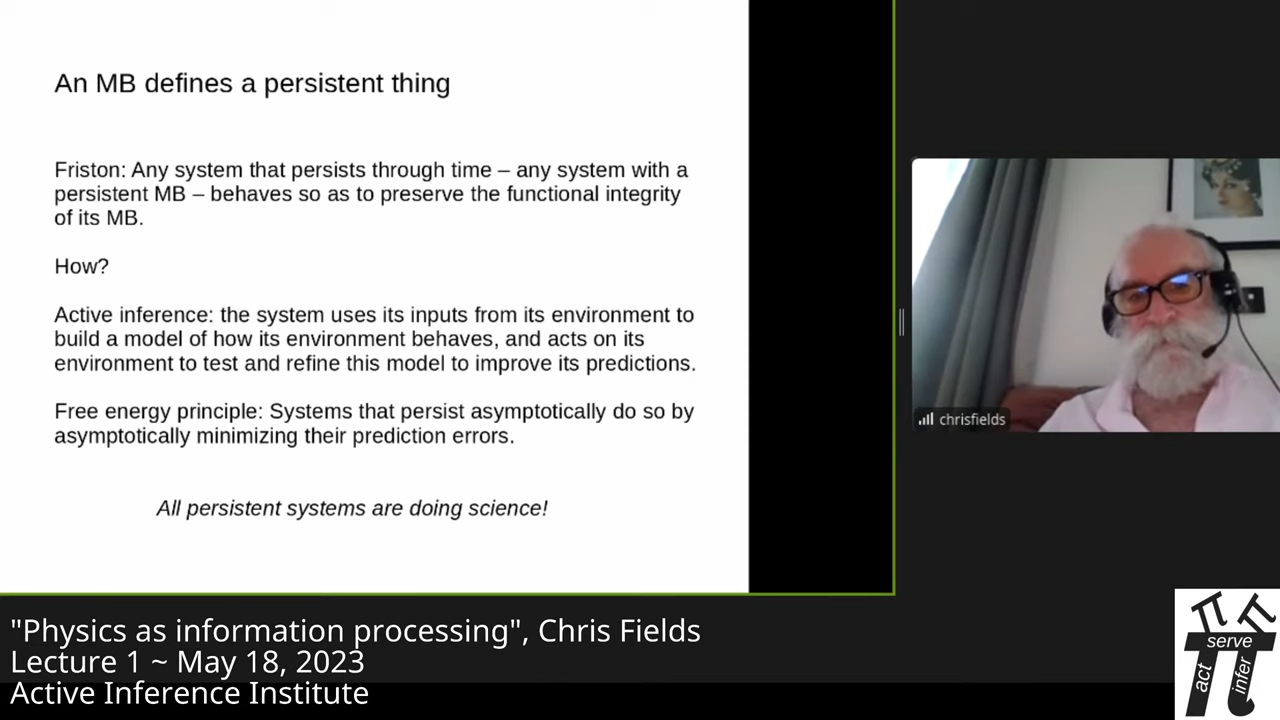 An MB defines a persistent thing
Friston: Any system that persists through time – any system with a
persistent MB – behaves so as to preserve the functional integrity
of its MB.
How?
Active inference: the system uses its inputs from its environment to
build a model of how its environment behaves, and acts on its
environment to test and refine this model to improve its predictions.
Free energy principle: Systems that persist asymptotically do so by
asymptotically minimizing their prediction errors.
All persistent systems are doing science!
chrisfields
"Physics as information processing", Chris Fields
Lecture 1 ~ May 18, 2023
Active Inference Institute
serve
act
infer